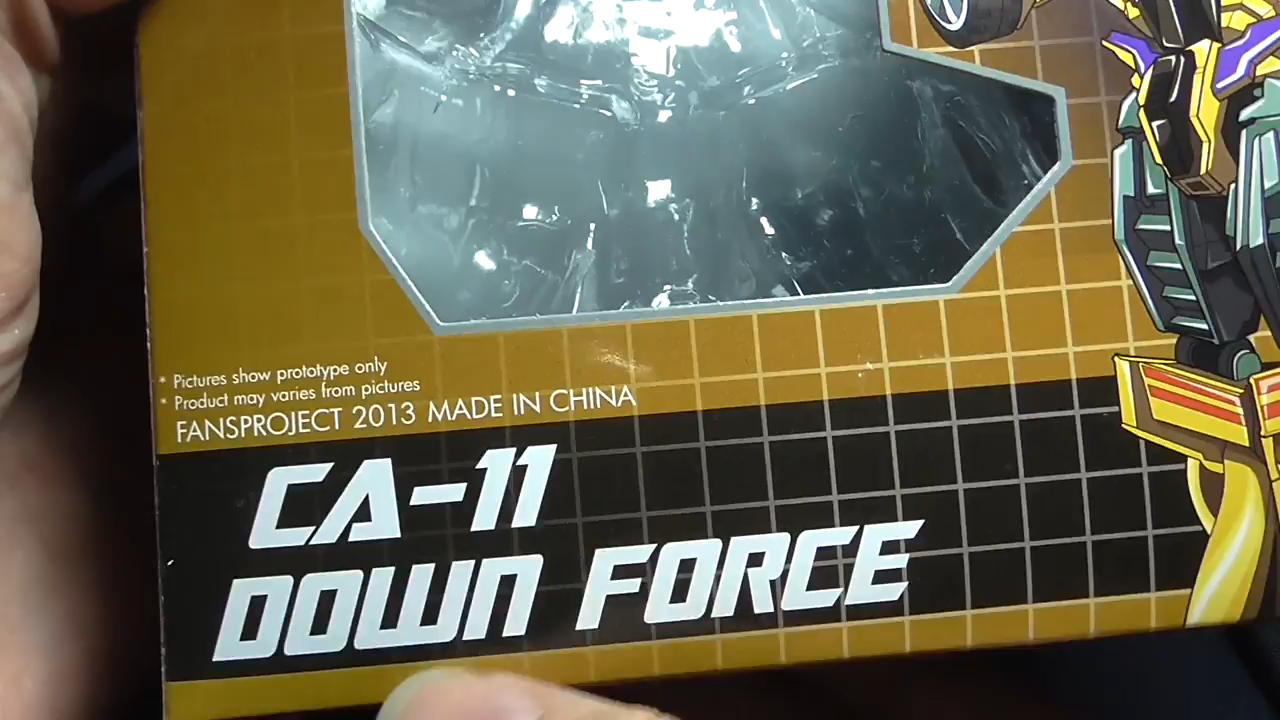 * Pictures show prototype only
* Product may varies from pictures
FANSPROJECT 2013 MADE IN CHINA
CA-11
DOWN FORCE